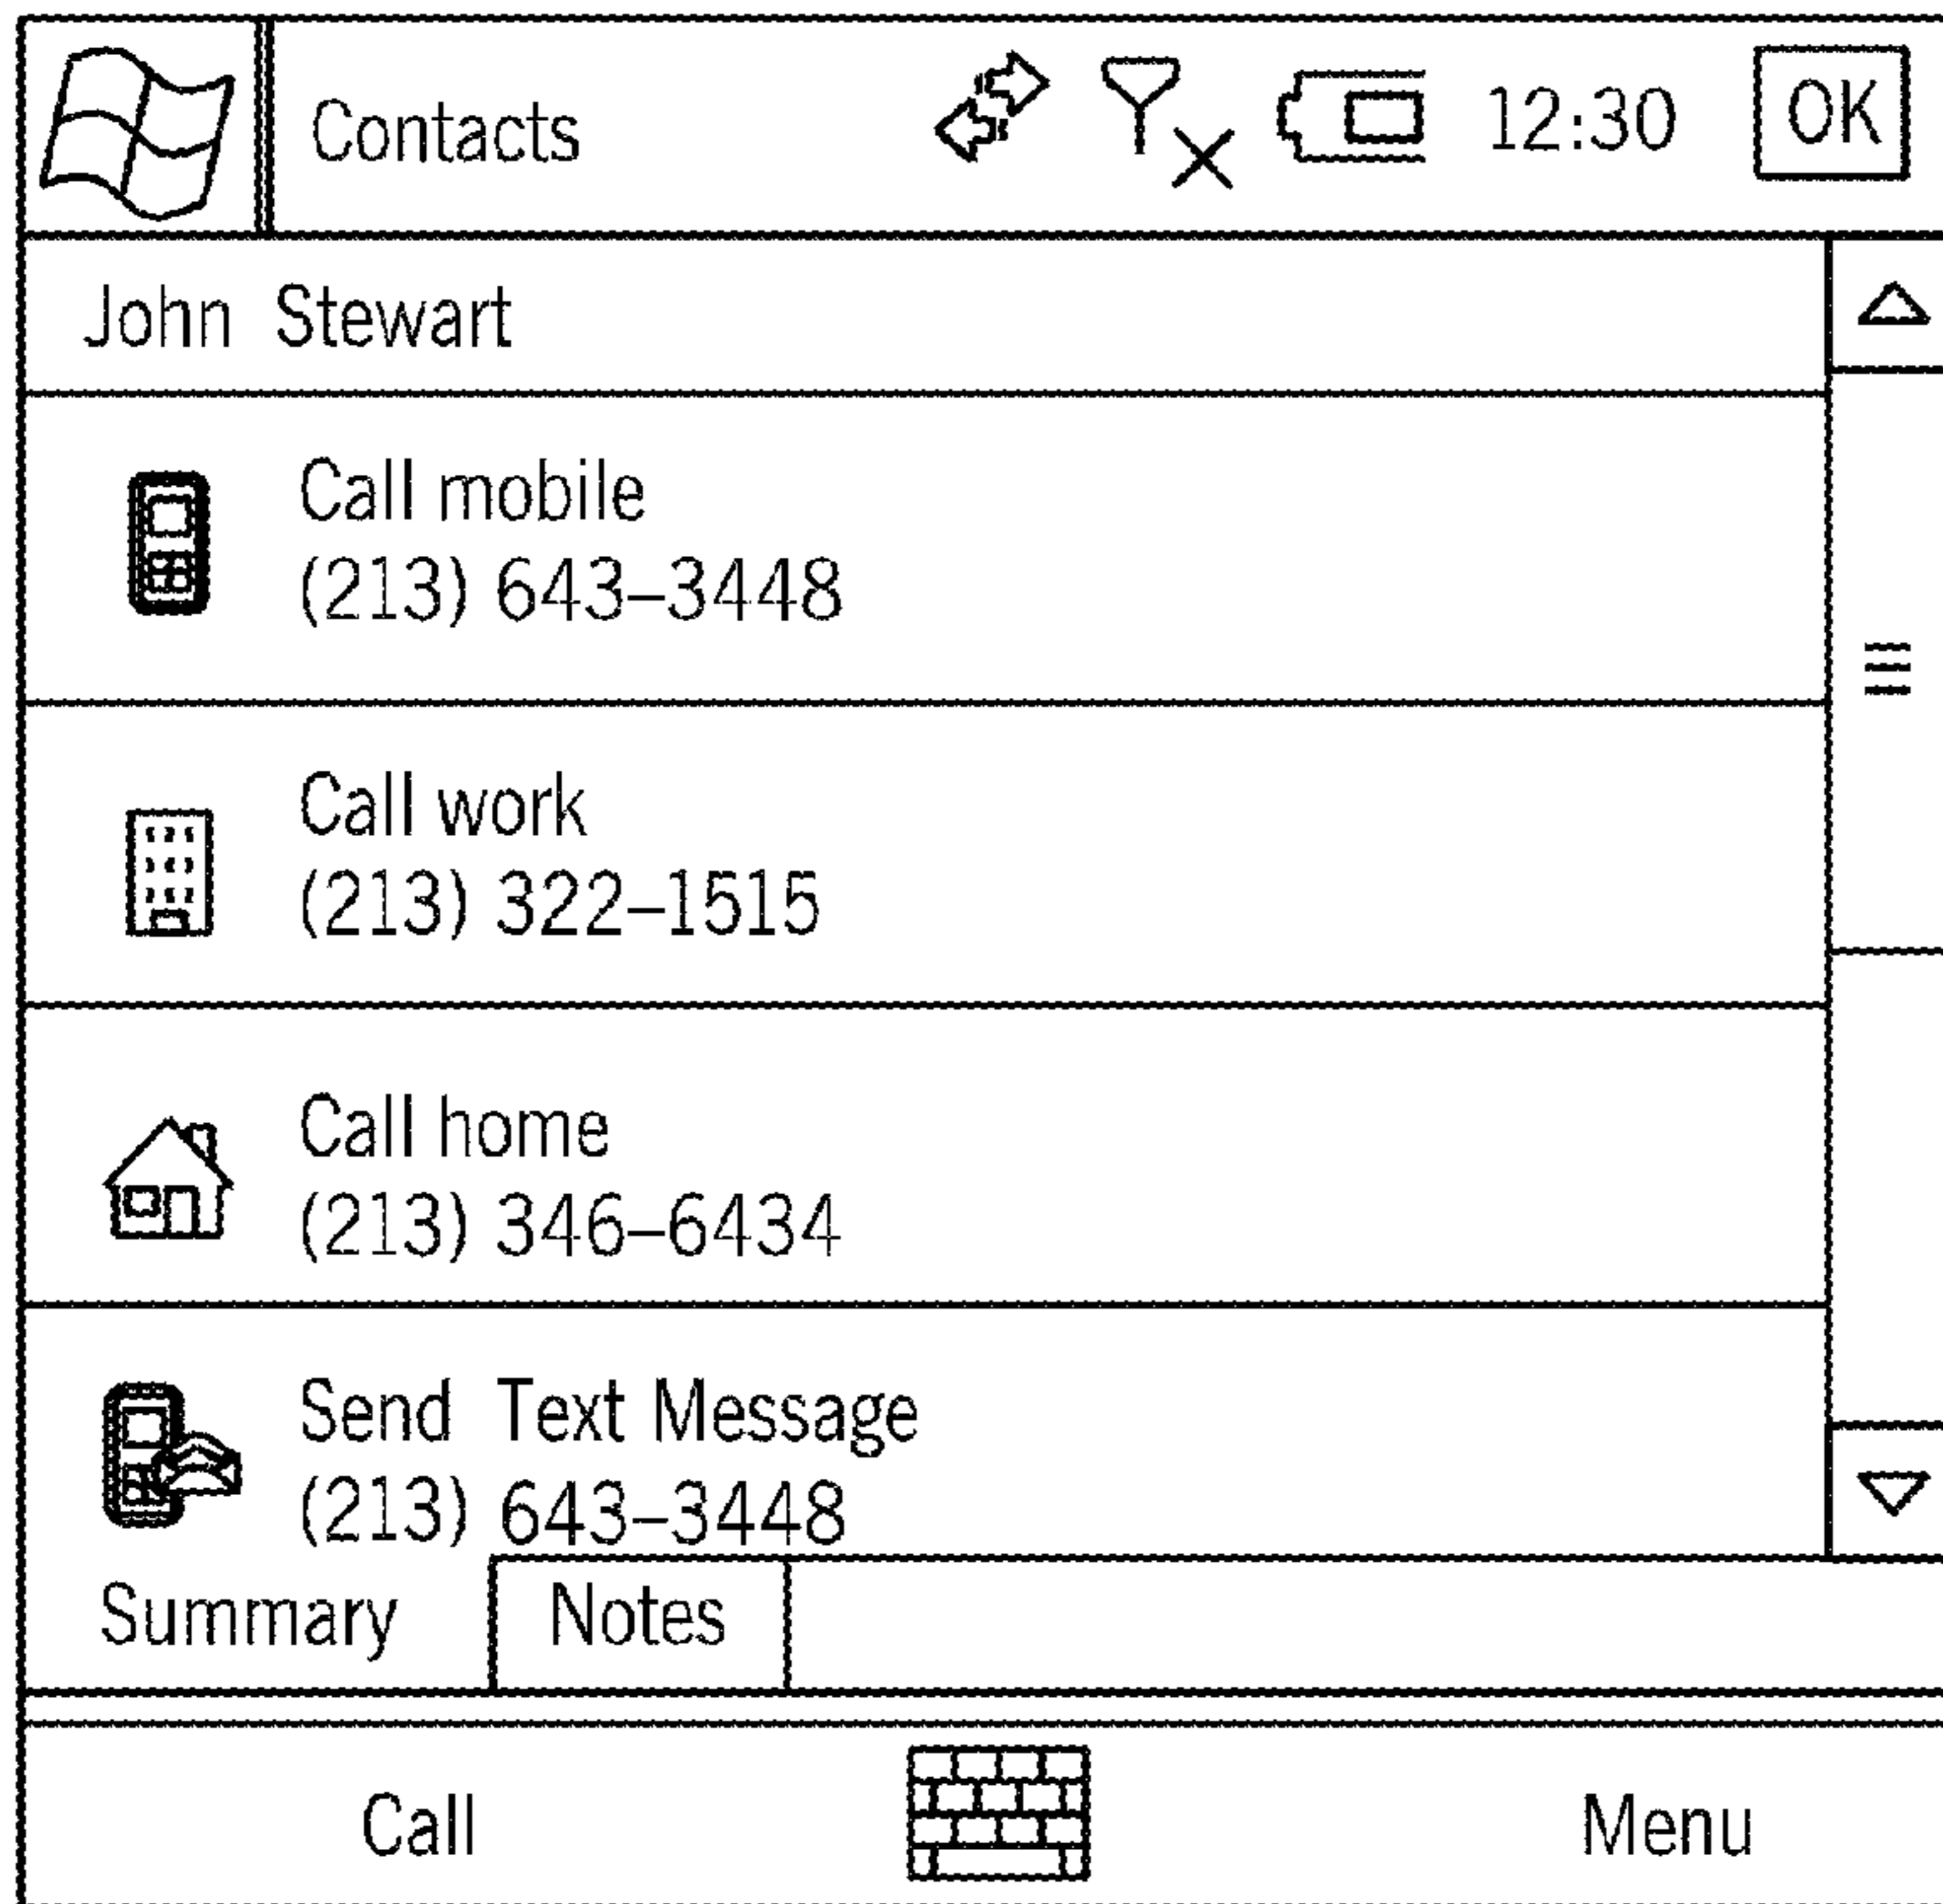 Contacts 12:30 OK
John Stewart
Call mobile
(213) 643–3448
Call work
(213) 322–1515
Call home
(213) 346–6434
Send Text Message
(213) 643–3448
Summary Notes
Call Menu